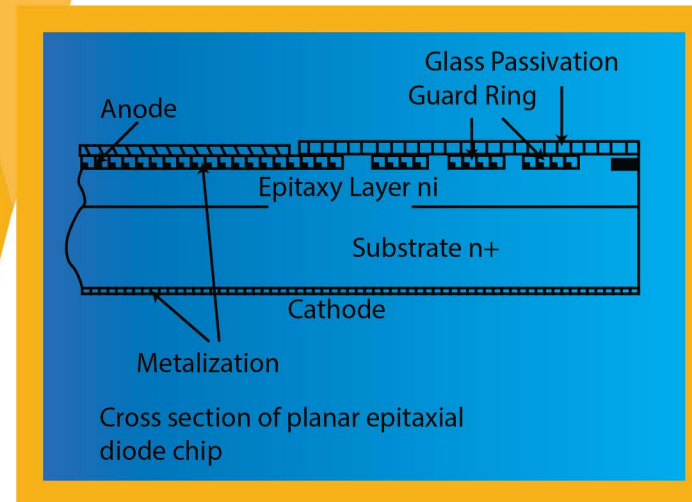 Glass Passivation
Guard Ring
Anode
Epitaxy Layer ni
Substrate n+
Cathode
Metalization
Cross section of planar epitaxial
diode chip